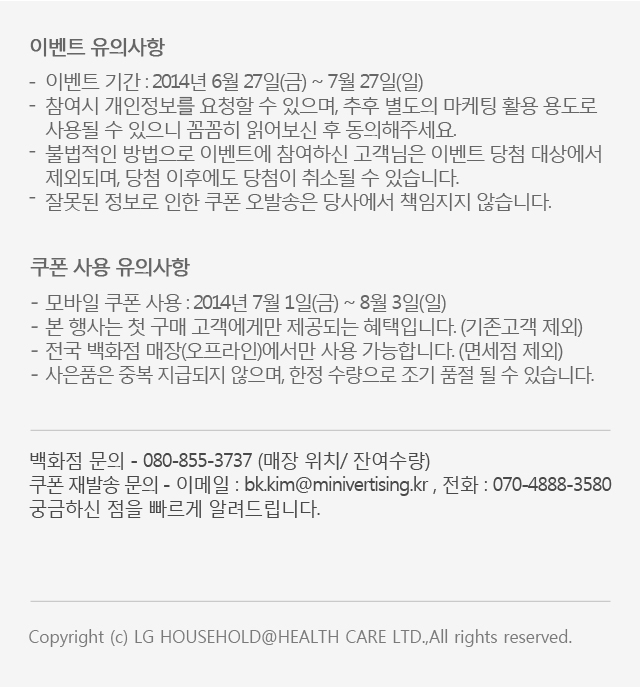 이벤트 유의사항
- 이벤트 기간 : 2014년 6월 27일(금) ~ 7월 27일(일)
- 참여시 개인정보를 요청할 수 있으며, 추후 별도의 마케팅 활용 용도로
사용될 수 있으니 꼼꼼히 읽어보신 후 동의해주세요.
- 불법적인 방법으로 이벤트에 참여하신 고객님은 이벤트 당첨 대상에서
제외되며, 당첨 이후에도 당첨이 취소될 수 있습니다.
- 잘못된 정보로 인한 쿠폰 오발송은 당사에서 책임지지 않습니다.
쿠폰 사용 유의사항
- 모바일 쿠폰 사용 : 2014년 7월 1일(금) ~ 8월 3일(일)
- 본 행사는 첫 구매 고객에게만 제공되는 혜택입니다. (기존고객 제외)
- 전국 백화점 매장(오프라인)에서만 사용 가능합니다. (면세점 제외)
- 사은품은 중복 지급되지 않으며, 한정 수량으로 조기 품절 될 수 있습니다.
백화점 문의 - 080-855-3737 (매장 위치/ 잔여수량)
쿠폰 재발송 문의 - 이메일 : bk.kim@minivertising.kr , 전화 : 070-4888-3580
궁금하신 점을 빠르게 알려드립니다.
Copyright (c) LG HOUSEHOLD@HEALTH CARE LTD.,All rights reserved.